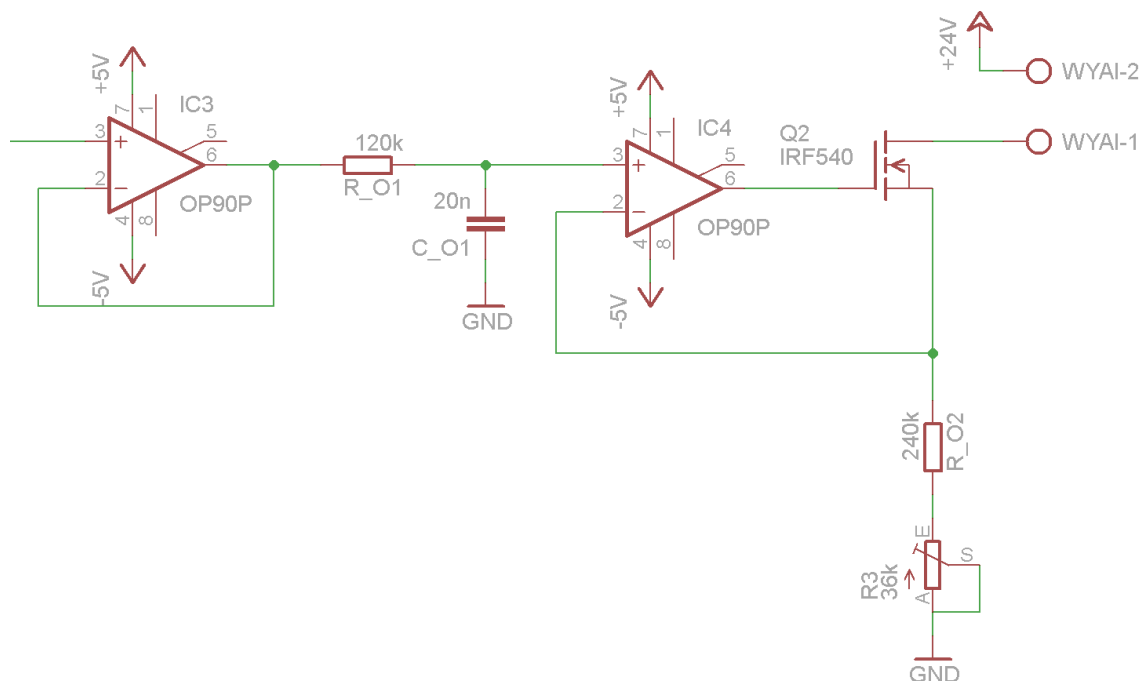 +24V
WYAI-2
+5V
7
1
IC3
3
+
5
6
2
−
4
8
OP90P
-5V
120k
R_O1
20n
C_O1
GND
+5V
7
1
IC4
3
+
5
6
2
−
4
8
OP90P
-5V
Q2
IRF540
WYAI-1
240k
R_O2
E
S
R3
36k
A
GND